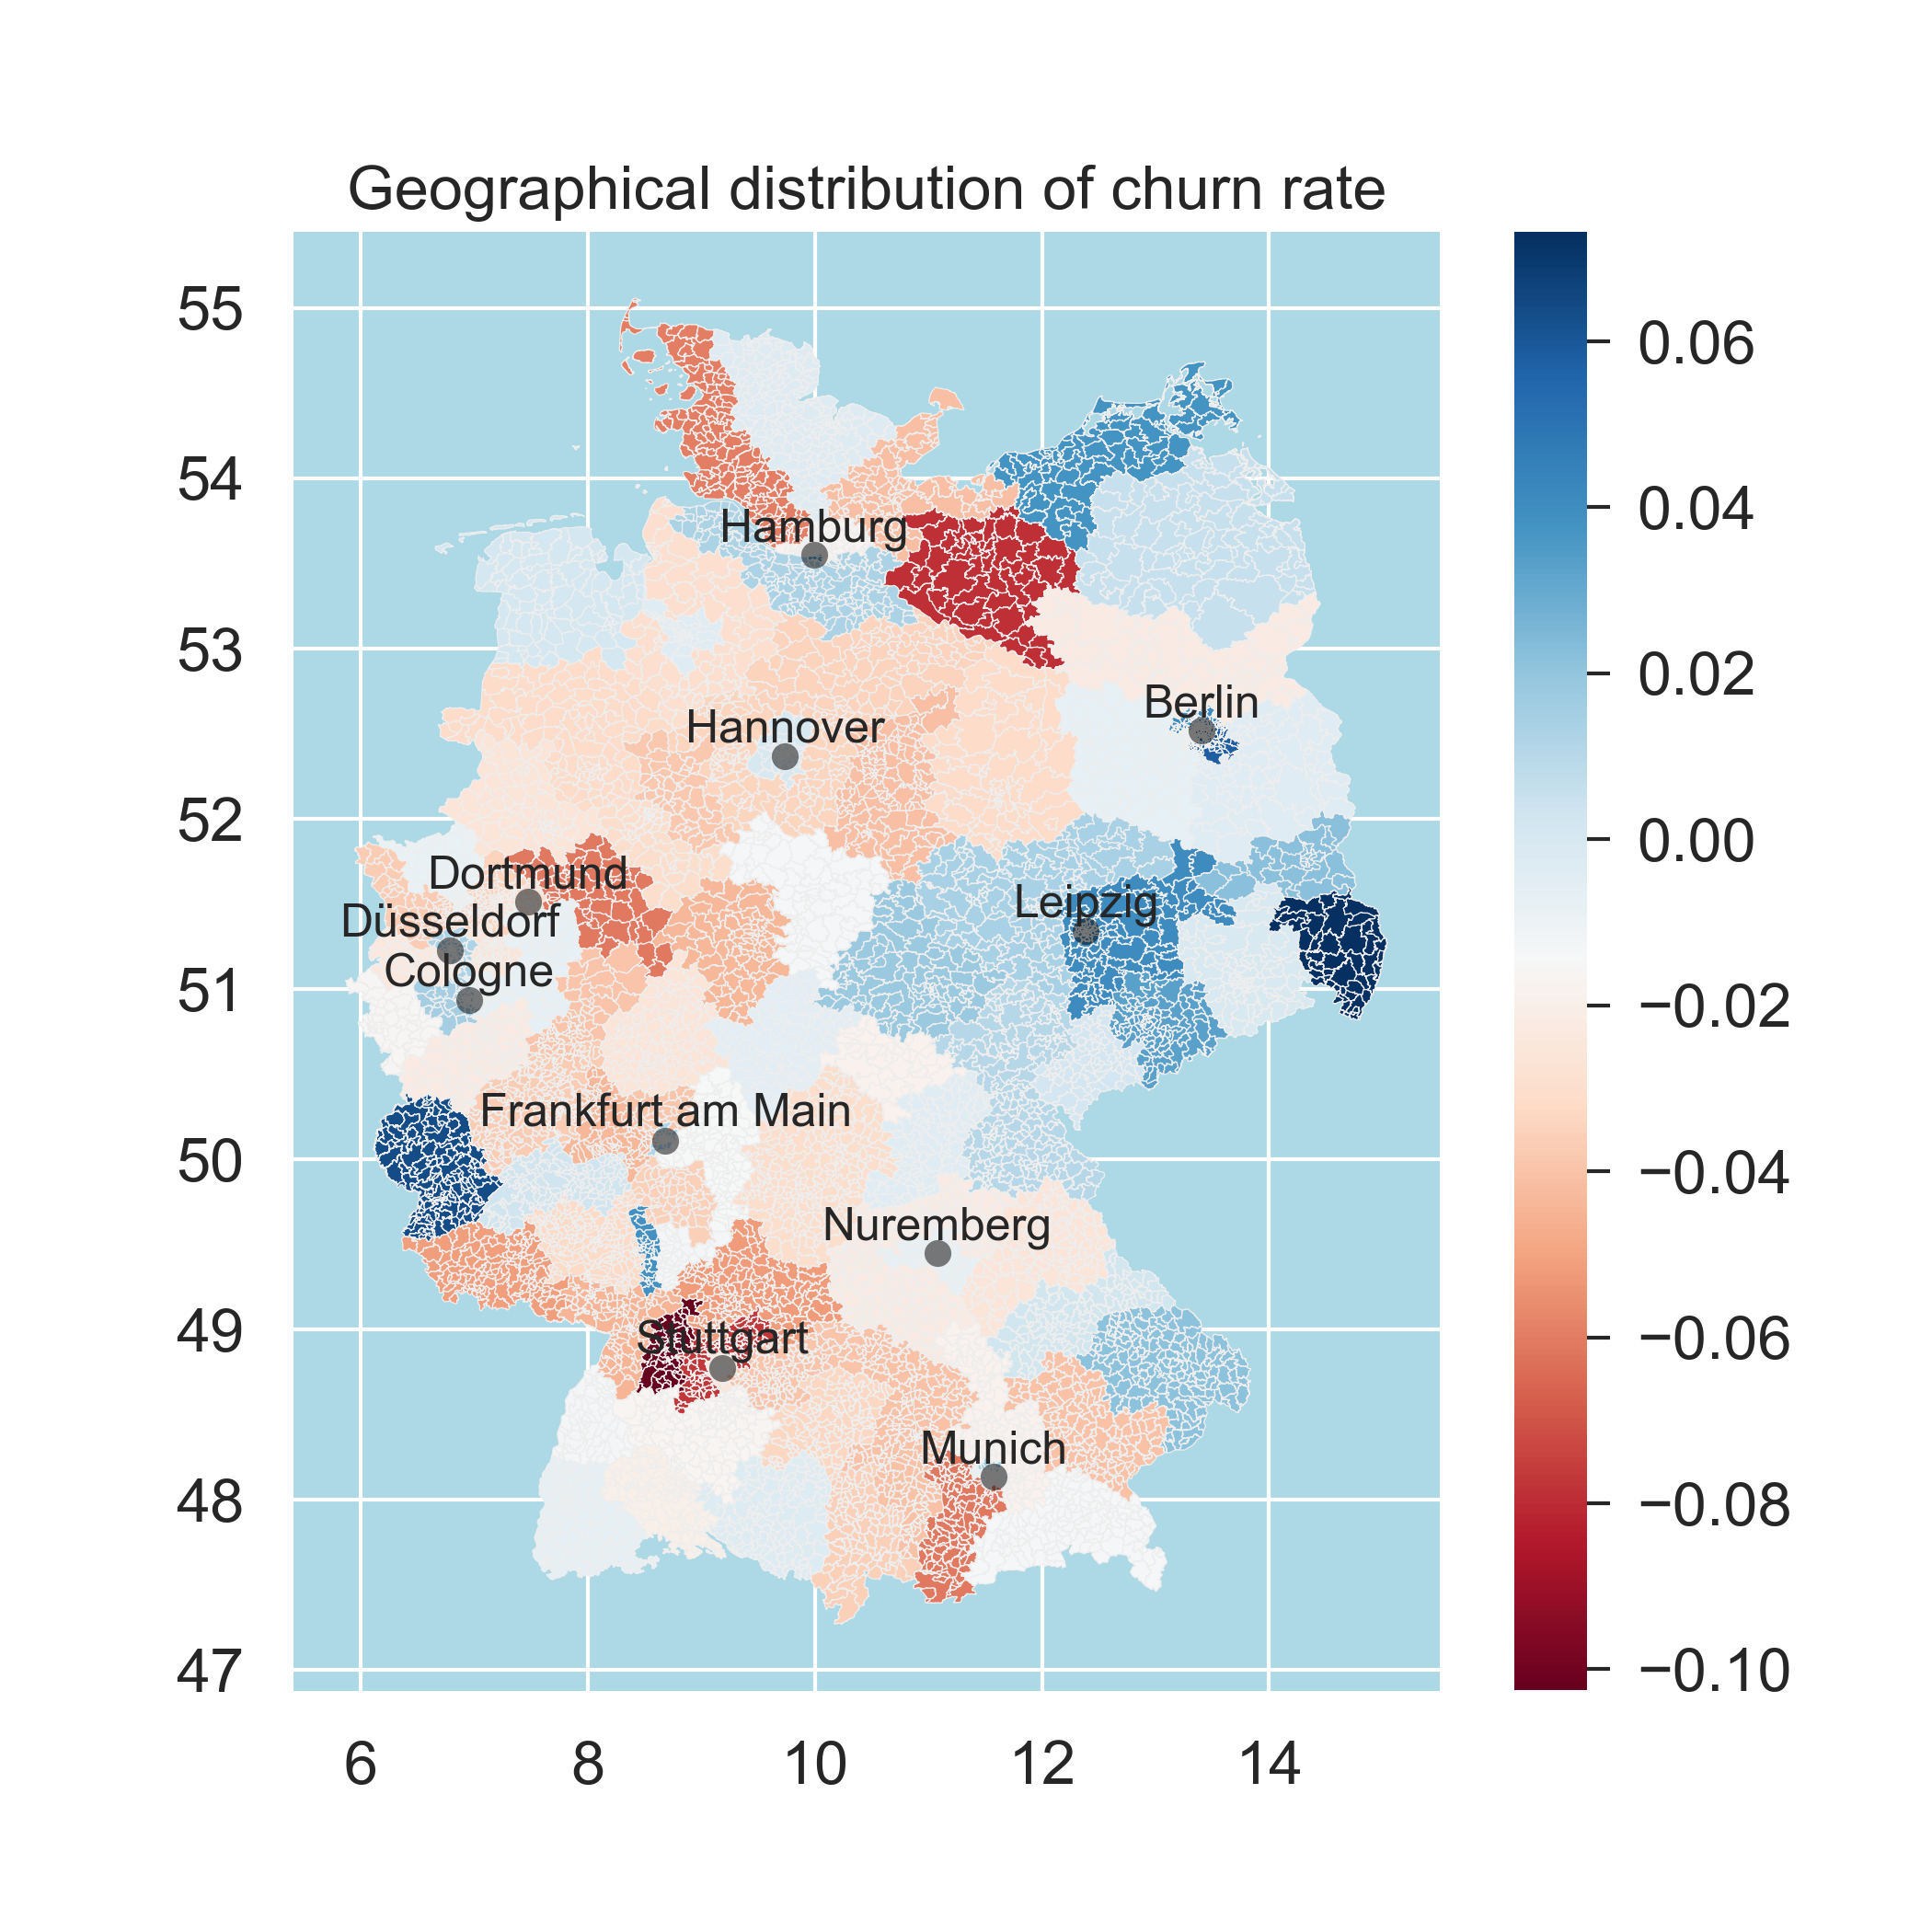 Geographical distribution of churn rate
55
54
53
52
51
50
49
48
47
6 8 10 12 14
Hamburg
Berlin
Hannover
Dortmund
Leipzig
Düsseldorf
Cologne
Frankfurt am Main
Nuremberg
Stuttgart
Munich
0.06
0.04
0.02
0.00
−0.02
−0.04
−0.06
−0.08
−0.10